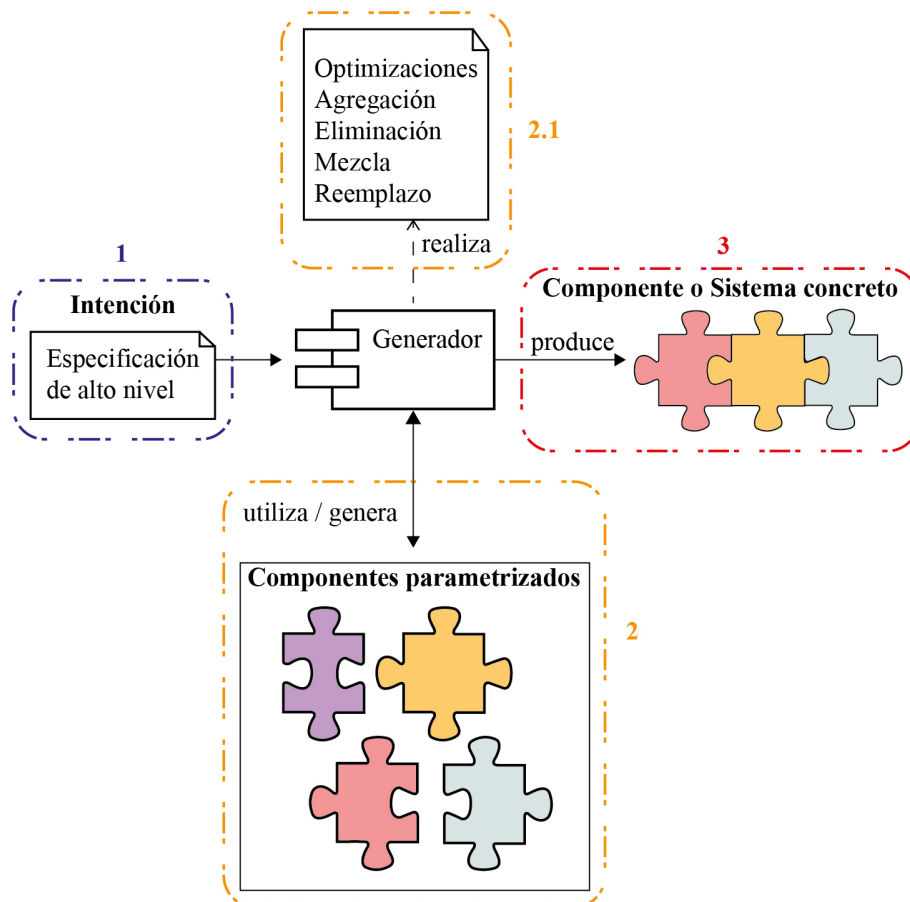 Optimizaciones
Agregación
Eliminación
Mezcla
Reemplazo
2.1
realiza
1
Intención
Especificación
de alto nivel
Generador
3
Componente o Sistema concreto
produce
utiliza / genera
Componentes parametrizados
2